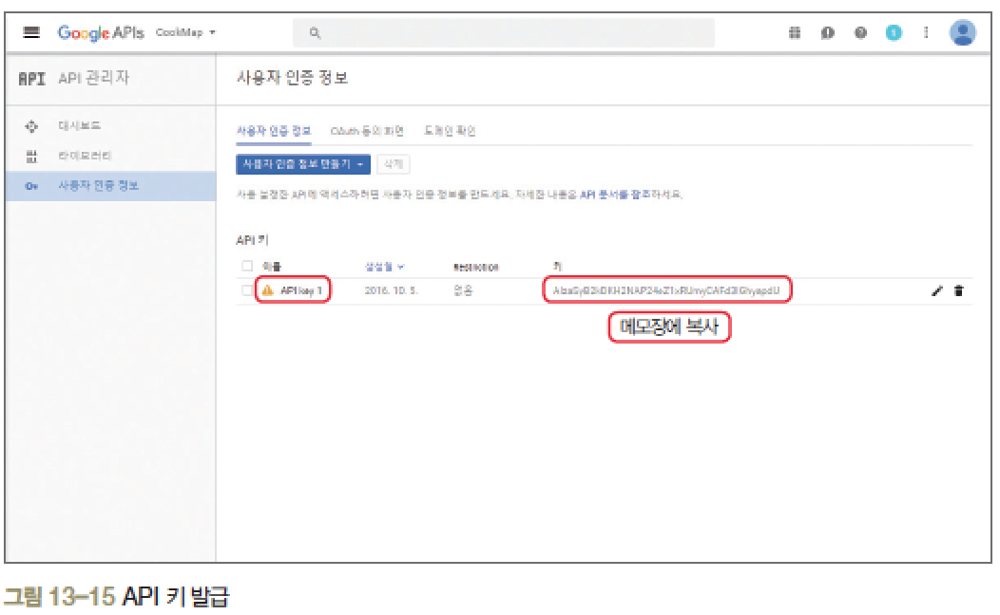 Google APIs CookMap
API API 관리자
사용자 인증 정보
대시보드
라이브러리
사용자 인증 정보
사용자 인증 정보 OAuth 동의 화면 도메인 확인
사용자 인증 정보 만들기 삭제
사용 설정한 API에 액세스하려면 사용자 인증 정보를 만드세요. 자세한 내용은 API 문서를 참조하세요.
API 키
이름 생성일 Restriction 키
API key 1 2016. 10. 5. 없음
메모장에 복사
그림 13-15 API 키 발급